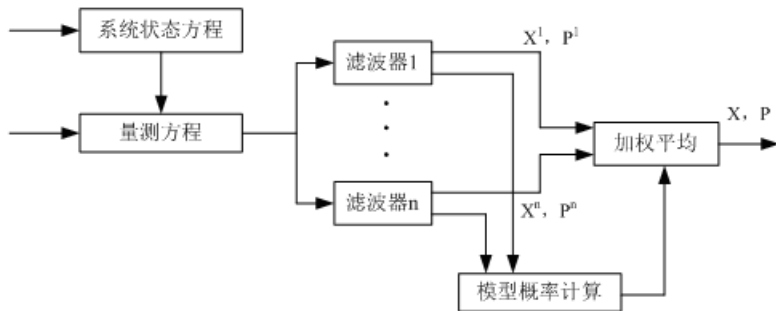 系统状态方程
量测方程
滤波器1
滤波器n
X¹, P¹
Xⁿ, Pⁿ
加权平均
X, P
模型概率计算